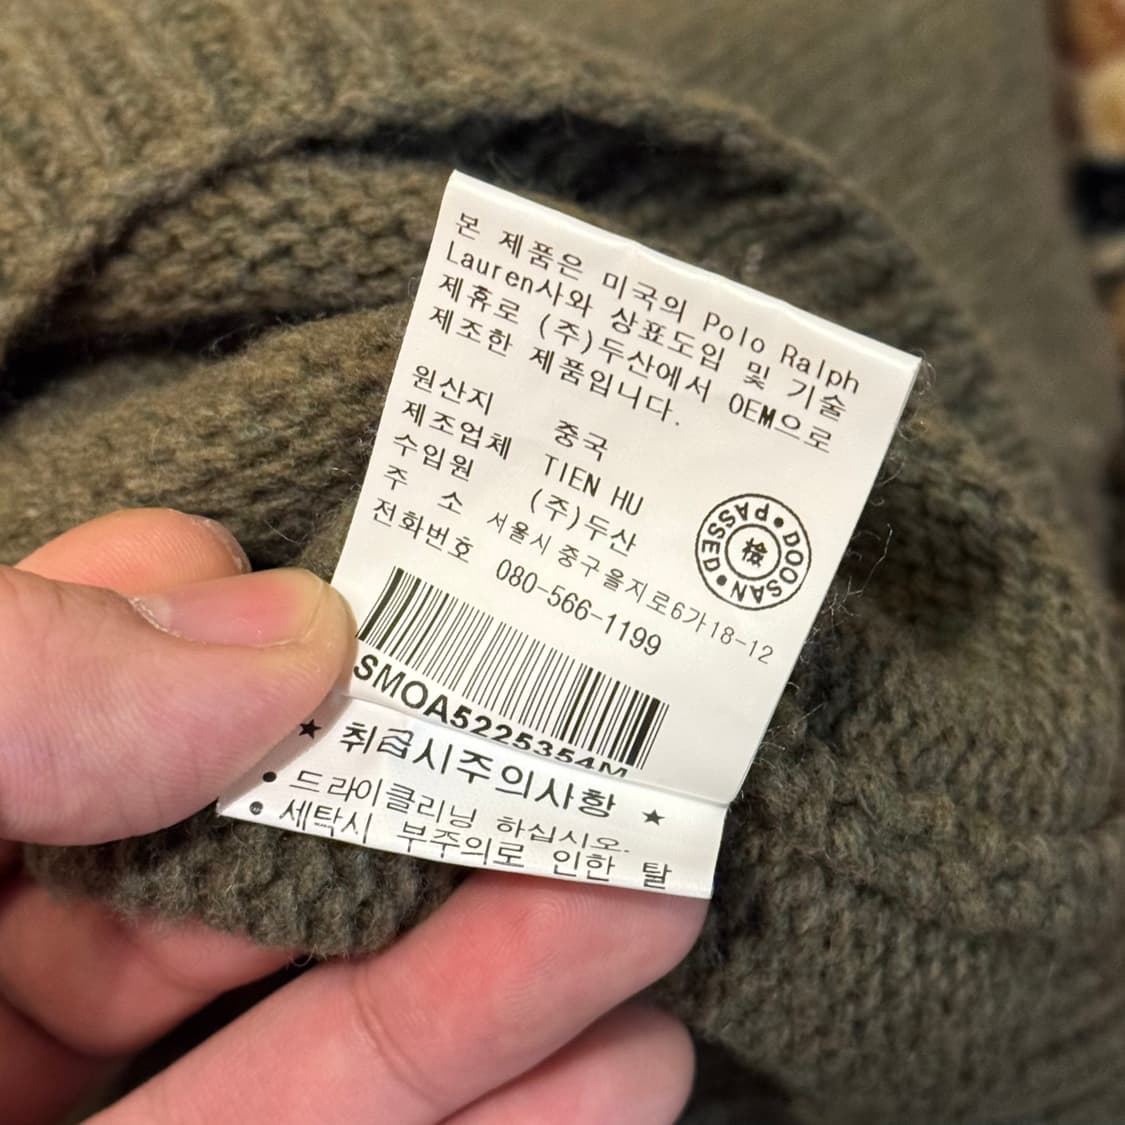 본 제품은 미국의 Polo Ralph
Lauren사와 상표도입 및 기술
제휴로 (주)두산에서 OEM으로
제조한 제품입니다.
원산지 중국
제조업체 TIEN HU
수입원 (주)두산
주 소 서울시 중구 을지로6가 18-12
전화번호 080-566-1199
DOOSAN • PASSED •
檢
SMOA5225354M
★ 취급시주의사항 ★
• 드라이클리닝 하십시오.
• 세탁시 부주의로 인한 탈